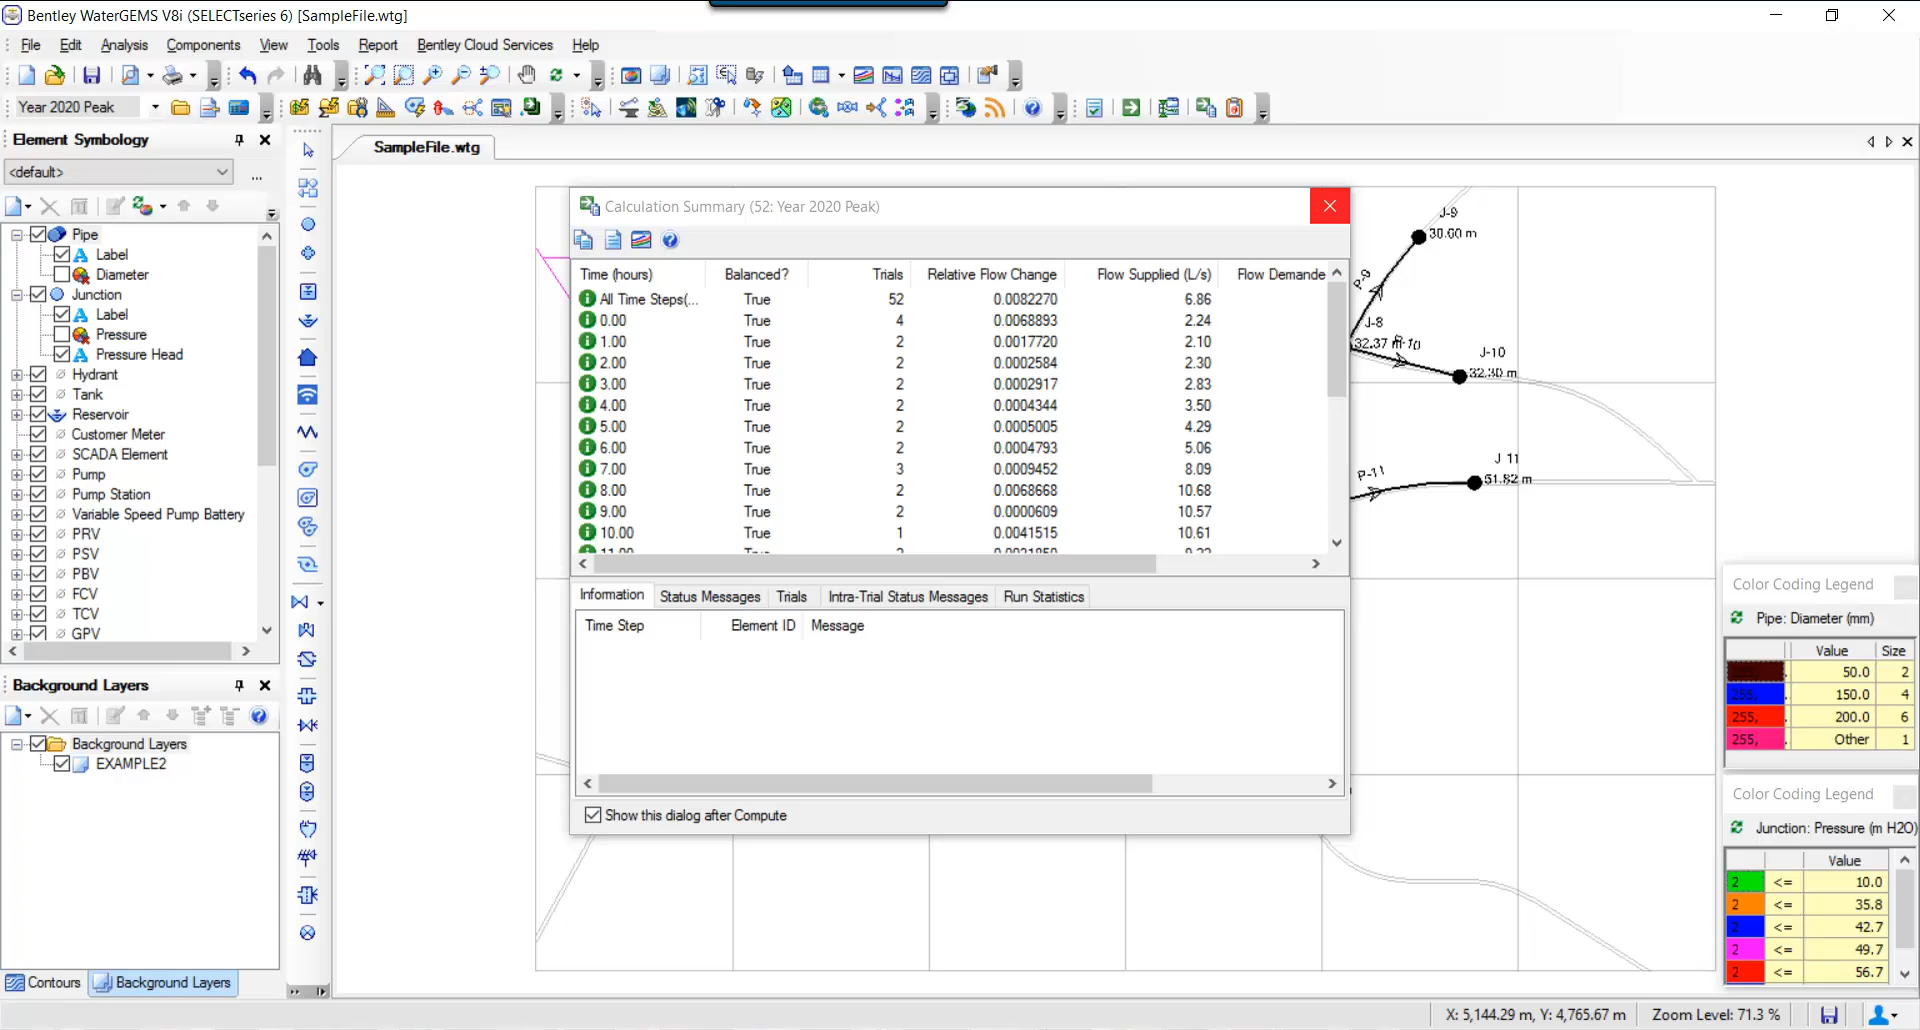 Bentley WaterGEMS V8i (SELECTseries 6) [SampleFile.wtg]
File Edit Analysis Components View Tools Report Bentley Cloud Services Help
Year 2020 Peak
Element Symbology
<default>
...
Pipe
Label
Diameter
Junction
Label
Pressure
Pressure Head
Hydrant
Tank
Reservoir
Customer Meter
SCADA Element
Pump
Pump Station
Variable Speed Pump Battery
PRV
PSV
PBV
FCV
TCV
GPV
Background Layers
Background Layers
EXAMPLE2
Contours
Background Layers
SampleFile.wtg
Calculation Summary (52: Year 2020 Peak)
Time (hours) Balanced? Trials Relative Flow Change Flow Supplied (L/s) Flow Demande
All Time Steps(... True 52 0.0082270 6.86
0.00 True 4 0.0068893 2.24
1.00 True 2 0.0017720 2.10
2.00 True 2 0.0002584 2.30
3.00 True 2 0.0002917 2.83
4.00 True 2 0.0004344 3.50
5.00 True 2 0.0005005 4.29
6.00 True 2 0.0004793 5.06
7.00 True 3 0.0009452 8.09
8.00 True 2 0.0068668 10.68
9.00 True 2 0.0000609 10.57
10.00 True 1 0.0041515 10.61
Information Status Messages Trials Intra-Trial Status Messages Run Statistics
Time Step Element ID Message
Show this dialog after Compute
J-9
30.60 m
P-9
J-8
32.37 m
P-10
J-10
32.30 m
P-11
J 11
51.82 m
Color Coding Legend
Pipe: Diameter (mm)
Value Size
50.0 2
255, 150.0 4
255, 200.0 6
255, Other 1
Color Coding Legend
Junction: Pressure (m H2O)
Value
2 <= 10.0
2 <= 35.8
2 <= 42.7
2 <= 49.7
2 <= 56.7
X: 5,144.29 m, Y: 4,765.67 m Zoom Level: 71.3 %